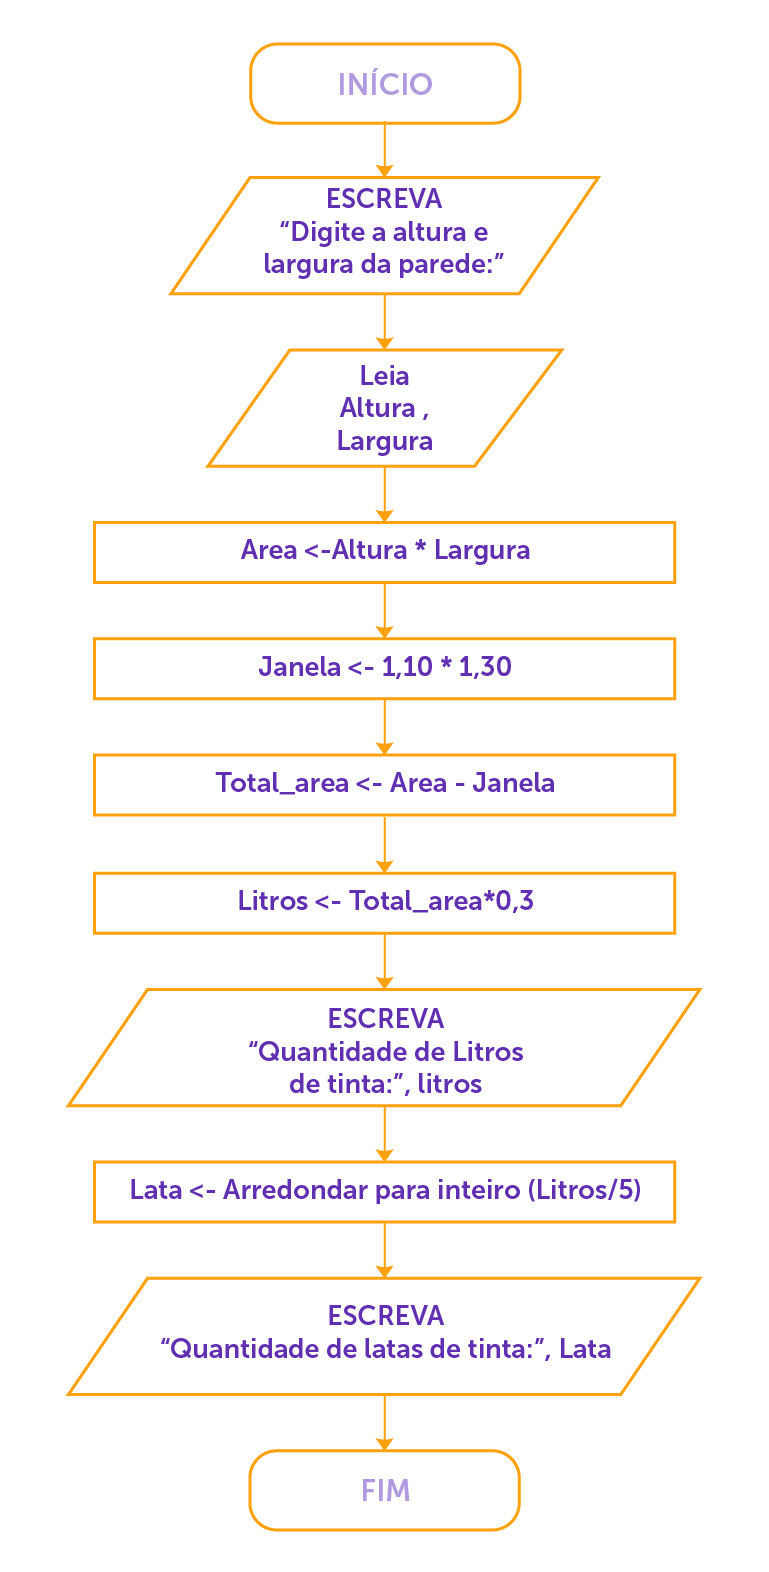 INÍCIO
ESCREVA
“Digite a altura e
largura da parede:”
Leia
Altura ,
Largura
Area <-Altura * Largura
Janela <- 1,10 * 1,30
Total_area <- Area - Janela
Litros <- Total_area*0,3
ESCREVA
“Quantidade de Litros
de tinta:”, litros
Lata <- Arredondar para inteiro (Litros/5)
ESCREVA
“Quantidade de latas de tinta:”, Lata
FIM